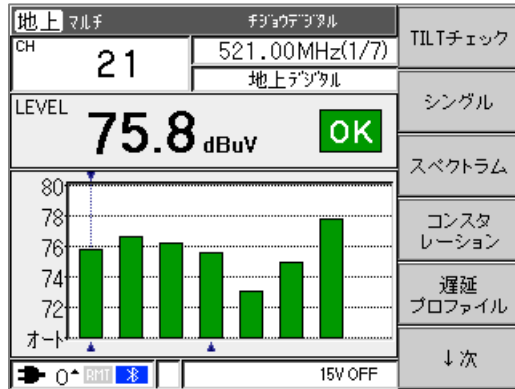 地上 マルチ
チジョウデジタル
CH
21
521.00MHz(1/7)
地上デジタル
LEVEL
75.8 dBuV
OK
80
78
76
74
72
オート
0
RMT
15V OFF
TILTチェック
シングル
スペクトラム
コンスタ
レーション
遅延
プロファイル
↓次